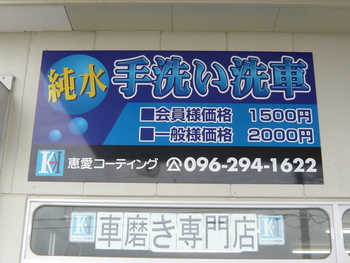 純水 手洗い洗車
■会員様価格 1500円
■一般様価格 2000円
KH 恵愛コーティング 096-294-1622
車磨き専門店